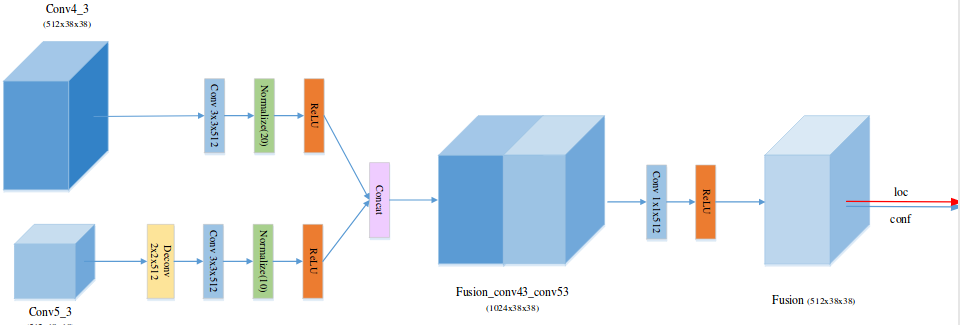 Conv4_3
(512x38x38)
Conv 3x3x512
Normalize(20)
ReLU
Concat
Conv5_3
Deconv
2x2x512
Conv 3x3x512
Normalize(10)
ReLU
Fusion_conv43_conv53
(1024x38x38)
Conv 1x1x512
ReLU
Fusion (512x38x38)
loc
conf